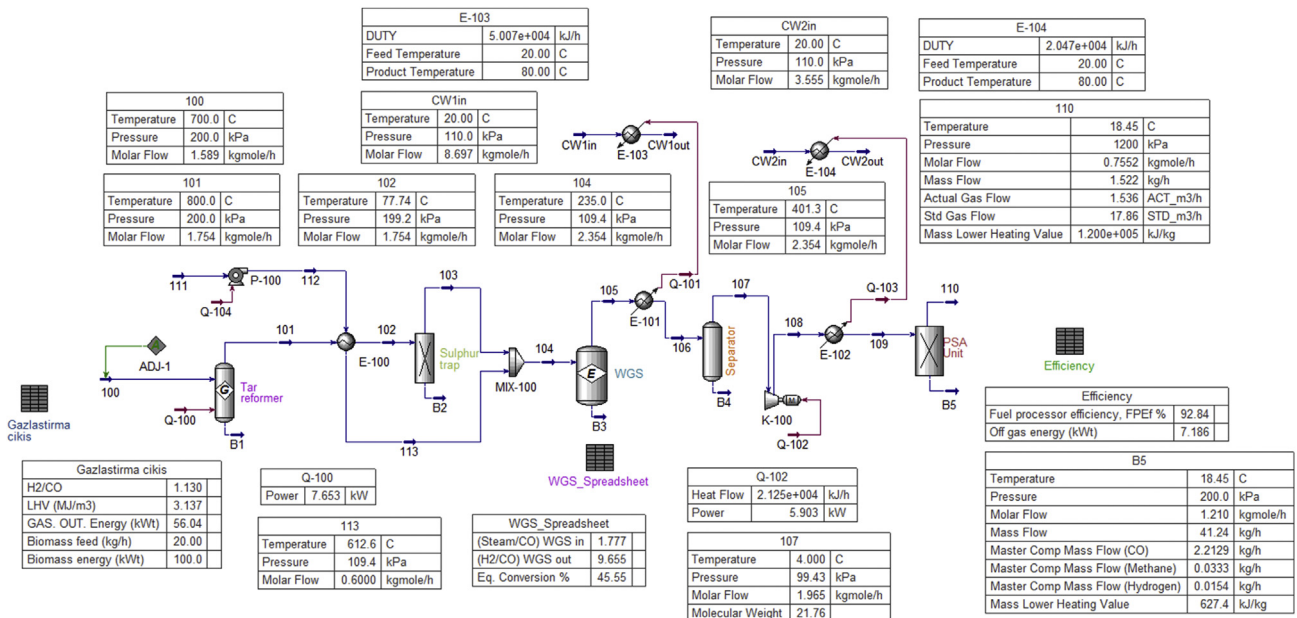 E-103
DUTY 5.007e+004 kJ/h
Feed Temperature 20.00 C
Product Temperature 80.00 C
CW2in
Temperature 20.00 C
Pressure 110.0 kPa
Molar Flow 3.555 kgmole/h
E-104
DUTY 2.047e+004 kJ/h
Feed Temperature 20.00 C
Product Temperature 80.00 C
100
Temperature 700.0 C
Pressure 200.0 kPa
Molar Flow 1.589 kgmole/h
CW1in
Temperature 20.00 C
Pressure 110.0 kPa
Molar Flow 8.697 kgmole/h
CW1in
E-103
CW1out
CW2in
E-104
CW2out
110
Temperature 18.45 C
Pressure 1200 kPa
Molar Flow 0.7552 kgmole/h
Mass Flow 1.522 kg/h
Actual Gas Flow 1.536 ACT_m3/h
Std Gas Flow 17.86 STD_m3/h
Mass Lower Heating Value 1.200e+005 kJ/kg
101
Temperature 800.0 C
Pressure 200.0 kPa
Molar Flow 1.754 kgmole/h
102
Temperature 77.74 C
Pressure 199.2 kPa
Molar Flow 1.754 kgmole/h
104
Temperature 235.0 C
Pressure 109.4 kPa
Molar Flow 2.354 kgmole/h
105
Temperature 401.3 C
Pressure 109.4 kPa
Molar Flow 2.354 kgmole/h
111
P-100
112
Q-104
103
105
Q-101
E-101
107
Q-103
110
101
102
E-100
Sulphur
trap
104
MIX-100
E
WGS
106
Separator
108
E-102
109
PSA
Unit
ADJ-1
A
100
G
Tar
reformer
Q-100
B1
B2
113
B3
B4
K-100
M
Q-102
B5
Efficiency
Gazlastirma
cikis
WGS_Spreadsheet
Efficiency
Fuel processor efficiency, FPEf % 92.84
Off gas energy (kWt) 7.186
Gazlastirma cikis
H2/CO 1.130
LHV (MJ/m3) 3.137
GAS. OUT. Energy (kWt) 56.04
Biomass feed (kg/h) 20.00
Biomass energy (kWt) 100.0
Q-100
Power 7.653 kW
113
Temperature 612.6 C
Pressure 109.4 kPa
Molar Flow 0.6000 kgmole/h
WGS_Spreadsheet
(Steam/CO) WGS in 1.777
(H2/CO) WGS out 9.655
Eq. Conversion % 45.55
Q-102
Heat Flow 2.125e+004 kJ/h
Power 5.903 kW
107
Temperature 4.000 C
Pressure 99.43 kPa
Molar Flow 1.965 kgmole/h
Molecular Weight 21.76
B5
Temperature 18.45 C
Pressure 200.0 kPa
Molar Flow 1.210 kgmole/h
Mass Flow 41.24 kg/h
Master Comp Mass Flow (CO) 2.2129 kg/h
Master Comp Mass Flow (Methane) 0.0333 kg/h
Master Comp Mass Flow (Hydrogen) 0.0154 kg/h
Mass Lower Heating Value 627.4 kJ/kg